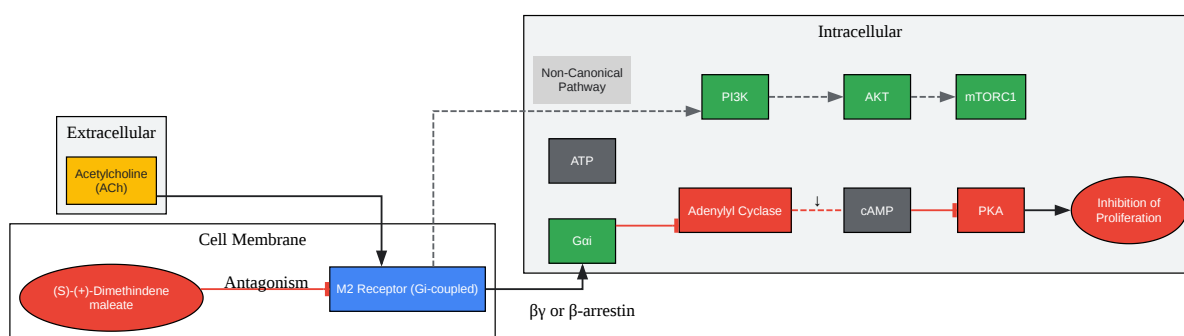 Intracellular
Non-Canonical
Pathway
PI3K
AKT
mTORC1
Extracellular
Acetylcholine
(ACh)
ATP
Adenylyl Cyclase
↓
cAMP
PKA
Inhibition of
Proliferation
Cell Membrane
Gαi
(S)-(+)-Dimethindene
maleate
Antagonism
M2 Receptor (Gi-coupled)
βγ or β-arrestin